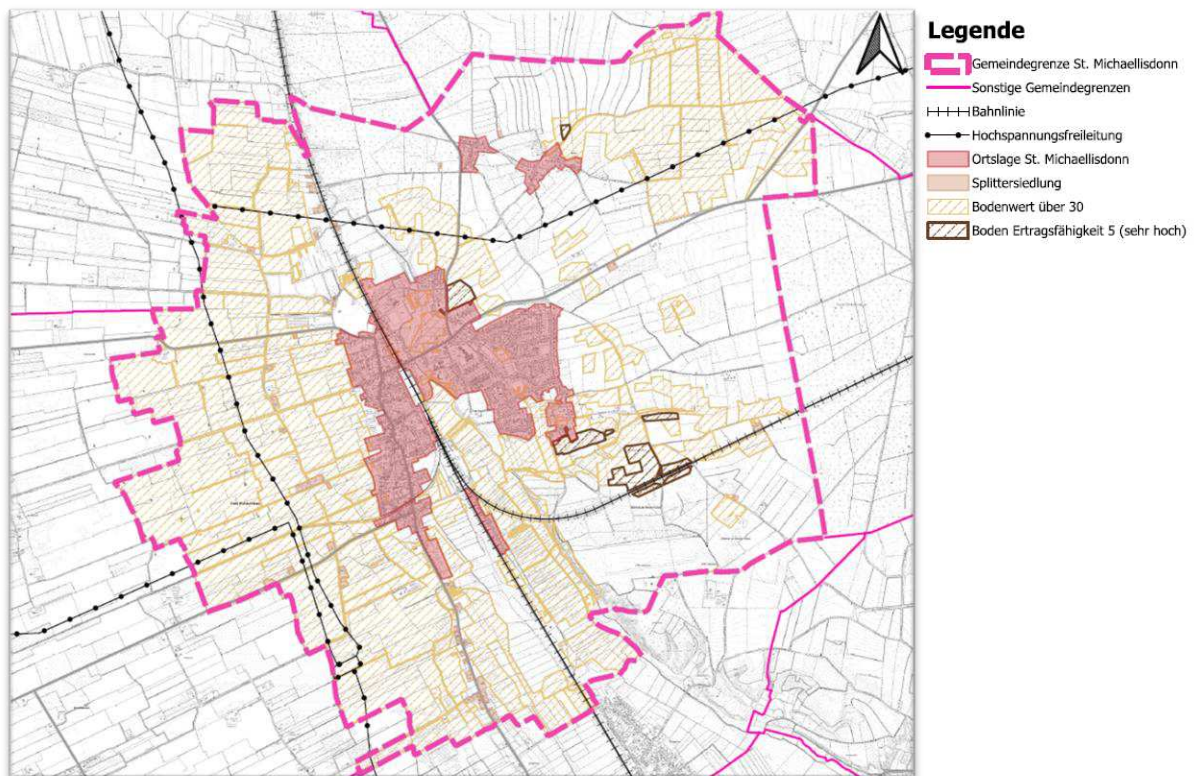 Legende
Gemeindegrenze St. Michaellisdonn
Sonstige Gemeindegrenzen
Bahnlinie
Hochspannungsfreileitung
Ortslage St. Michaellisdonn
Splittersiedlung
Bodenwert über 30
Boden Ertragsfähigkeit 5 (sehr hoch)